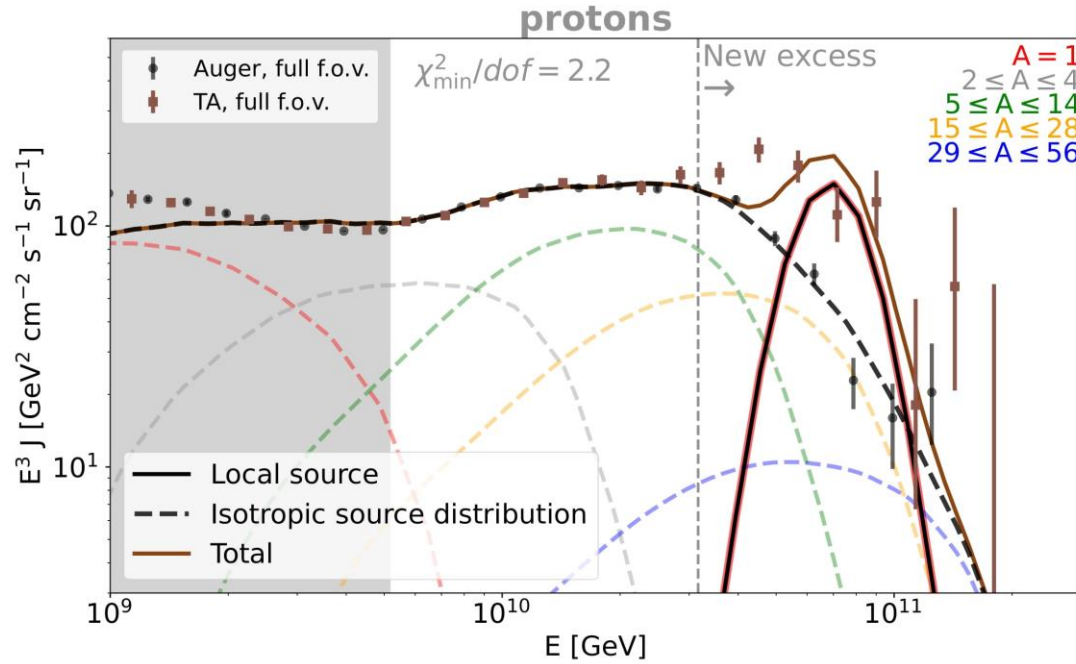 protons
Auger, full f.o.v.
TA, full f.o.v.
χ²_min/dof = 2.2
New excess
→
A = 1
2 ≤ A ≤ 4
5 ≤ A ≤ 14
15 ≤ A ≤ 28
29 ≤ A ≤ 56
E³ J [GeV² cm⁻² s⁻¹ sr⁻¹]
10²
10¹
Local source
Isotropic source distribution
Total
10⁹
10¹⁰
10¹¹
E [GeV]